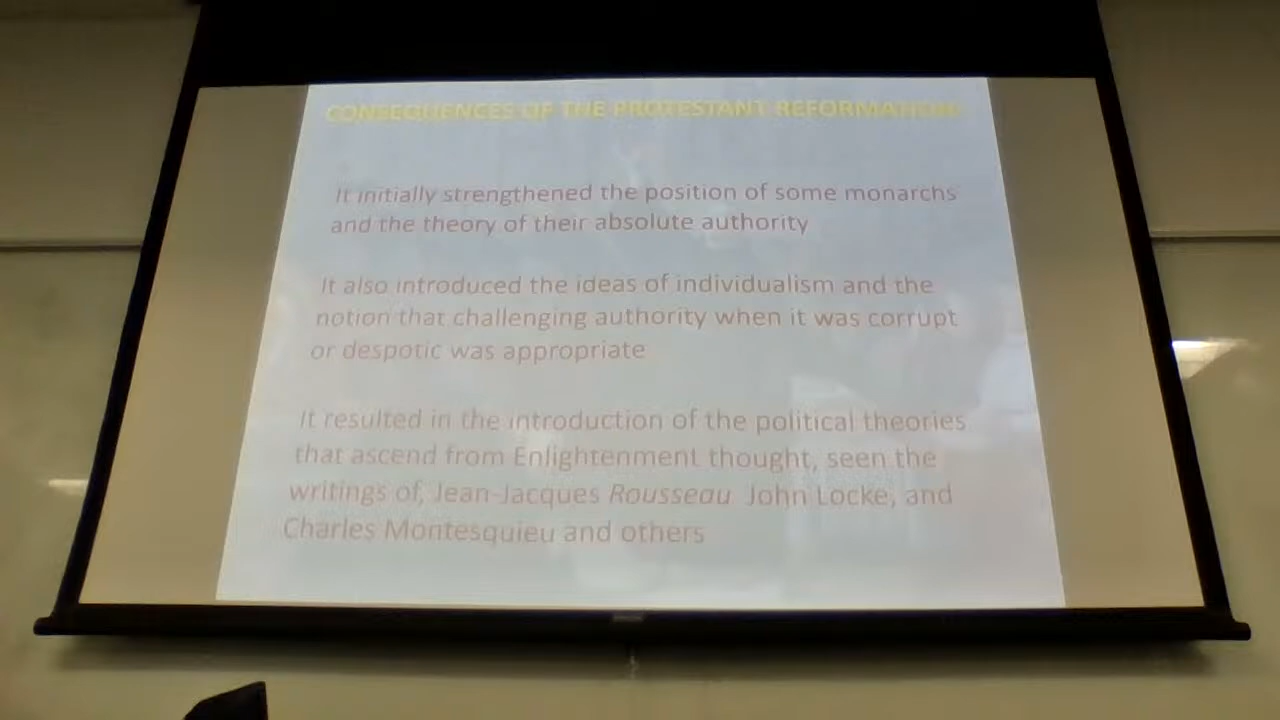 CONSEQUENCES OF THE PROTESTANT REFORMATION
It initially strengthened the position of some monarchs
and the theory of their absolute authority
It also introduced the ideas of individualism and the
notion that challenging authority when it was corrupt
or despotic was appropriate
It resulted in the introduction of the political theories
that ascend from Enlightenment thought, seen the
writings of, Jean-Jacques Rousseau John Locke, and
Charles Montesquieu and others